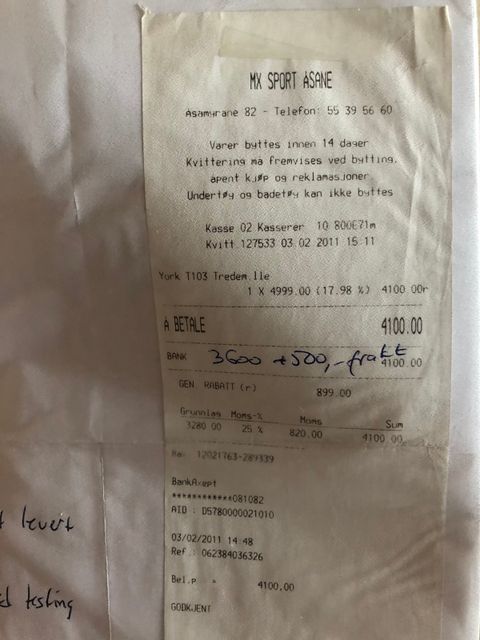 MX SPORT ÅSANE
Åsamyrane 82 - Telefon: 55 39 56 60
Varer byttes innen 14 dager
Kvittering må fremvises ved bytting,
åpent kjøp og reklamasjoner
Undertøy og badetøy kan ikke byttes
Kasse 02 Kasserer 10 800E71m
Kvitt 127533 03.02 2011 15:11
York T103 Tredem.lle
1 X 4999.00 (17.98 %) 4100.00r
Å BETALE 4100.00
BANK 3600 +500,- frakt 4100.00
GEN. RABATT (r) 899.00
Grunnlag Moms-% Moms Sum
3280.00 25 % 820.00 4100.00
12021763-289339
BankAxept
************081082
AID : D5780000021010
03/02/2011 14:48
Ref.: 062384036326
4100,00
GODKJENT
levert
testing